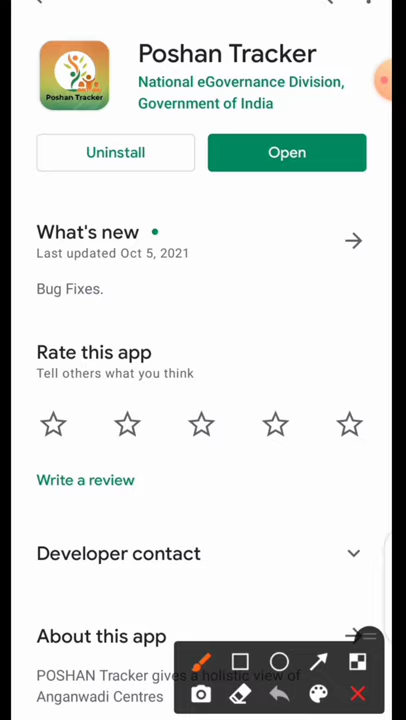 Poshan Tracker
Poshan Tracker
National eGovernance Division,
Government of India
Uninstall
Open
What's new
Last updated Oct 5, 2021
Bug Fixes.
Rate this app
Tell others what you think
Write a review
Developer contact
About this app
POSHAN Tracker gives a holistic view of
Anganwadi Centres